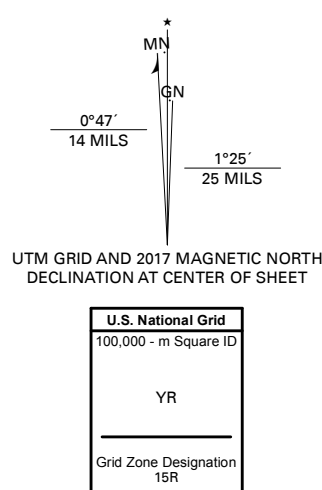 ★
MN
GN
0°47´
14 MILS
1°25´
25 MILS
UTM GRID AND 2017 MAGNETIC NORTH
DECLINATION AT CENTER OF SHEET
U.S. National Grid
100,000 - m Square ID
YR
Grid Zone Designation
15R